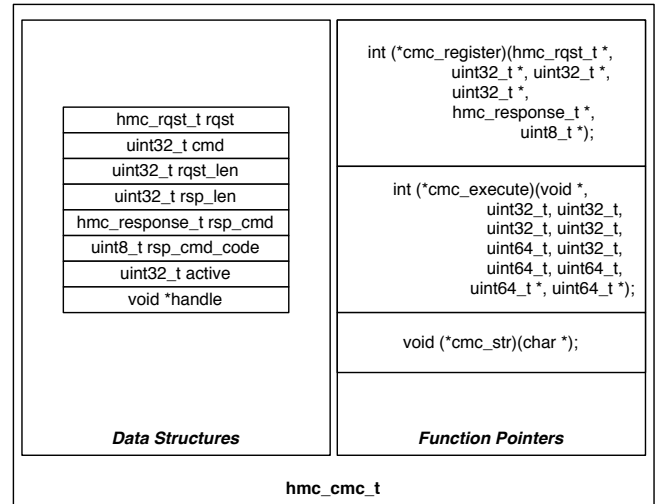 hmc_rqst_t rqst
uint32_t cmd
uint32_t rqst_len
uint32_t rsp_len
hmc_response_t rsp_cmd
uint8_t rsp_cmd_code
uint32_t active
void *handle
Data Structures
int (*cmc_register)(hmc_rqst_t *,
uint32_t *, uint32_t *,
uint32_t *,
hmc_response_t *,
uint8_t *);
int (*cmc_execute)(void *,
uint32_t, uint32_t,
uint32_t, uint32_t,
uint64_t, uint32_t,
uint64_t, uint64_t,
uint64_t *, uint64_t *);
void (*cmc_str)(char *);
Function Pointers
hmc_cmc_t